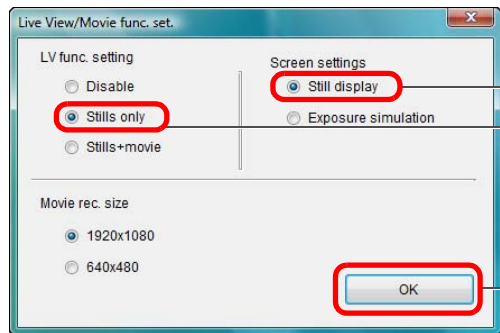 Live View/Movie func. set.
LV func. setting
Disable
Stills only
Stills+movie
Screen settings
Still display
Exposure simulation
Movie rec. size
1920x1080
640x480
OK